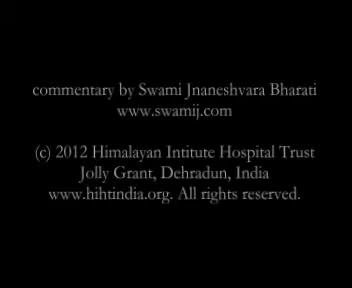 commentary by Swami Jnaneshvara Bharati
www.swamij.com
(c) 2012 Himalayan Intitute Hospital Trust
Jolly Grant, Dehradun, India
www.hihtindia.org. All rights reserved.